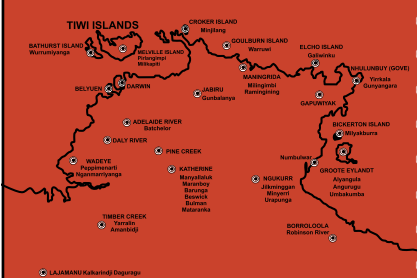 TIWI ISLANDS
CROKER ISLAND
Minjilang
BATHURST ISLAND
Wurrumiyanga
MELVILLE ISLAND
Pirlangimpi
Milikapiti
GOULBURN ISLAND
Warruwi
ELCHO ISLAND
Galiwinku
NHULUNBUY (GOVE)
Yirrkala
Gunyangara
MANINGRIDA
Milingimbi
Ramingining
BELYUEN
DARWIN
JABIRU
Gunbalanya
GAPUWIYAK
ADELAIDE RIVER
Batchelor
BICKERTON ISLAND
Milyakburra
DALY RIVER
PINE CREEK
WADEYE
Peppimenarti
Nganmarriyanga
KATHERINE
Manyallaluk
Maranboy
Barunga
Beswick
Bulman
Mataranka
Numbulwar
GROOTE EYLANDT
Alyangula
Angurugu
Umbakumba
NGUKURR
Jilkminggan
Minyerri
Urapunga
TIMBER CREEK
Yarralin
Amanbidji
BORROLOOLA
Robinson River
LAJAMANU Kalkarindji Daguragu